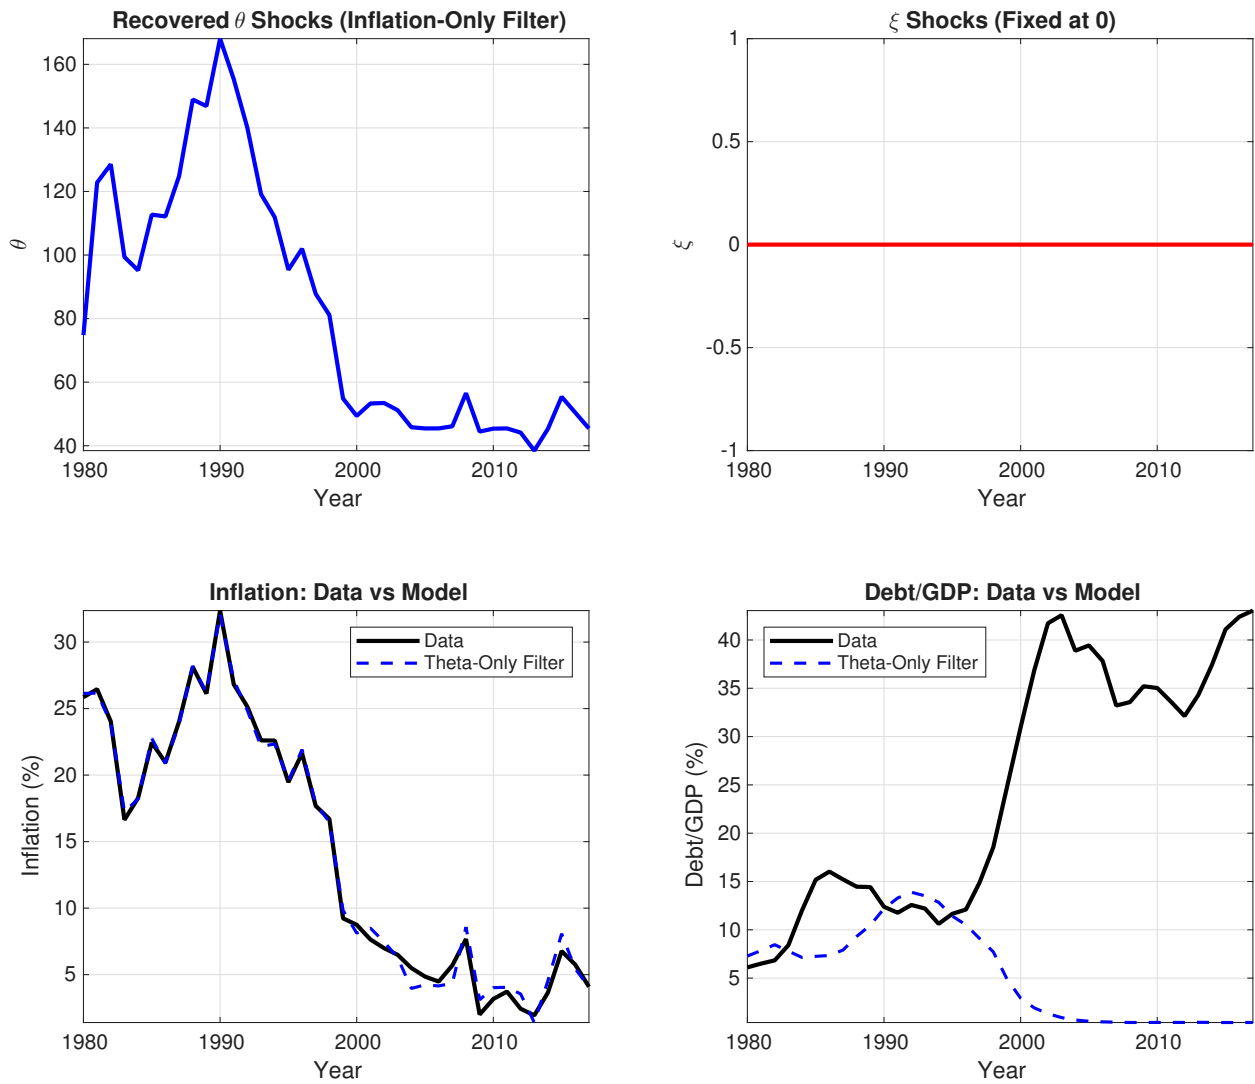 Recovered θ Shocks (Inflation-Only Filter)
160
140
120
100
80
60
40
θ
1980
1990
2000
2010
Year
ξ Shocks (Fixed at 0)
1
0.5
0
-0.5
-1
ξ
1980
1990
2000
2010
Year
Inflation: Data vs Model
Data
Theta-Only Filter
30
25
20
15
10
5
Inflation (%)
1980
1990
2000
2010
Year
Debt/GDP: Data vs Model
Data
Theta-Only Filter
40
35
30
25
20
15
10
5
Debt/GDP (%)
1980
1990
2000
2010
Year